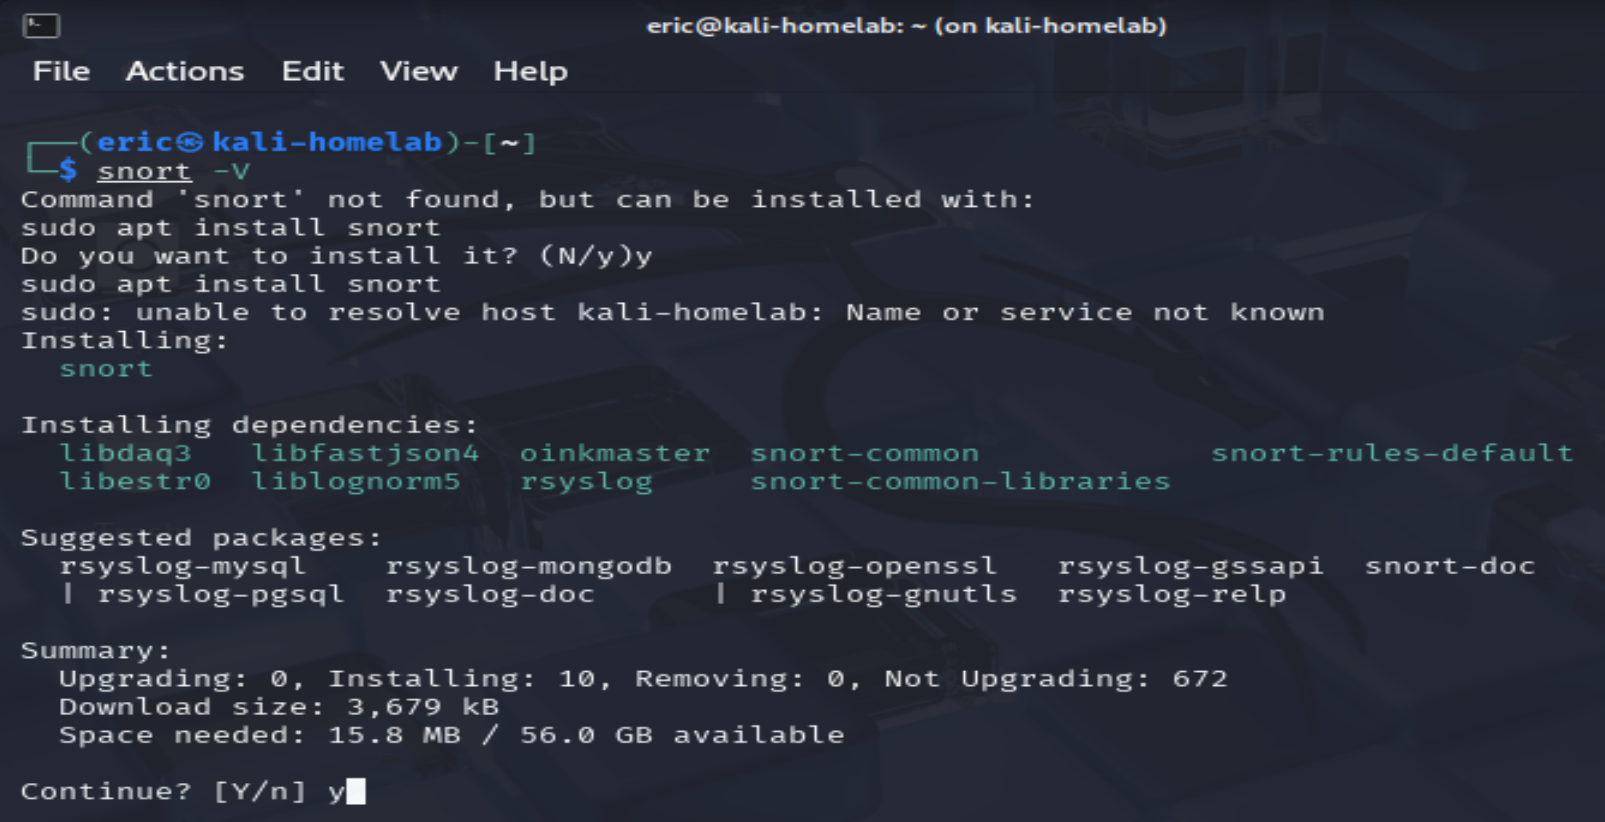 eric@kali-homelab: ~ (on kali-homelab)
File Actions Edit View Help
┌──(eric㉿kali-homelab)-[~]
└─$ snort -V
Command 'snort' not found, but can be installed with:
sudo apt install snort
Do you want to install it? (N/y)y
sudo apt install snort
sudo: unable to resolve host kali-homelab: Name or service not known
Installing:
snort
Installing dependencies:
libdaq3 libfastjson4 oinkmaster snort-common snort-rules-default
libestr0 liblognorm5 rsyslog snort-common-libraries
Suggested packages:
rsyslog-mysql rsyslog-mongodb rsyslog-openssl rsyslog-gssapi snort-doc
| rsyslog-pgsql rsyslog-doc | rsyslog-gnutls rsyslog-relp
Summary:
Upgrading: 0, Installing: 10, Removing: 0, Not Upgrading: 672
Download size: 3,679 kB
Space needed: 15.8 MB / 56.0 GB available
Continue? [Y/n] y